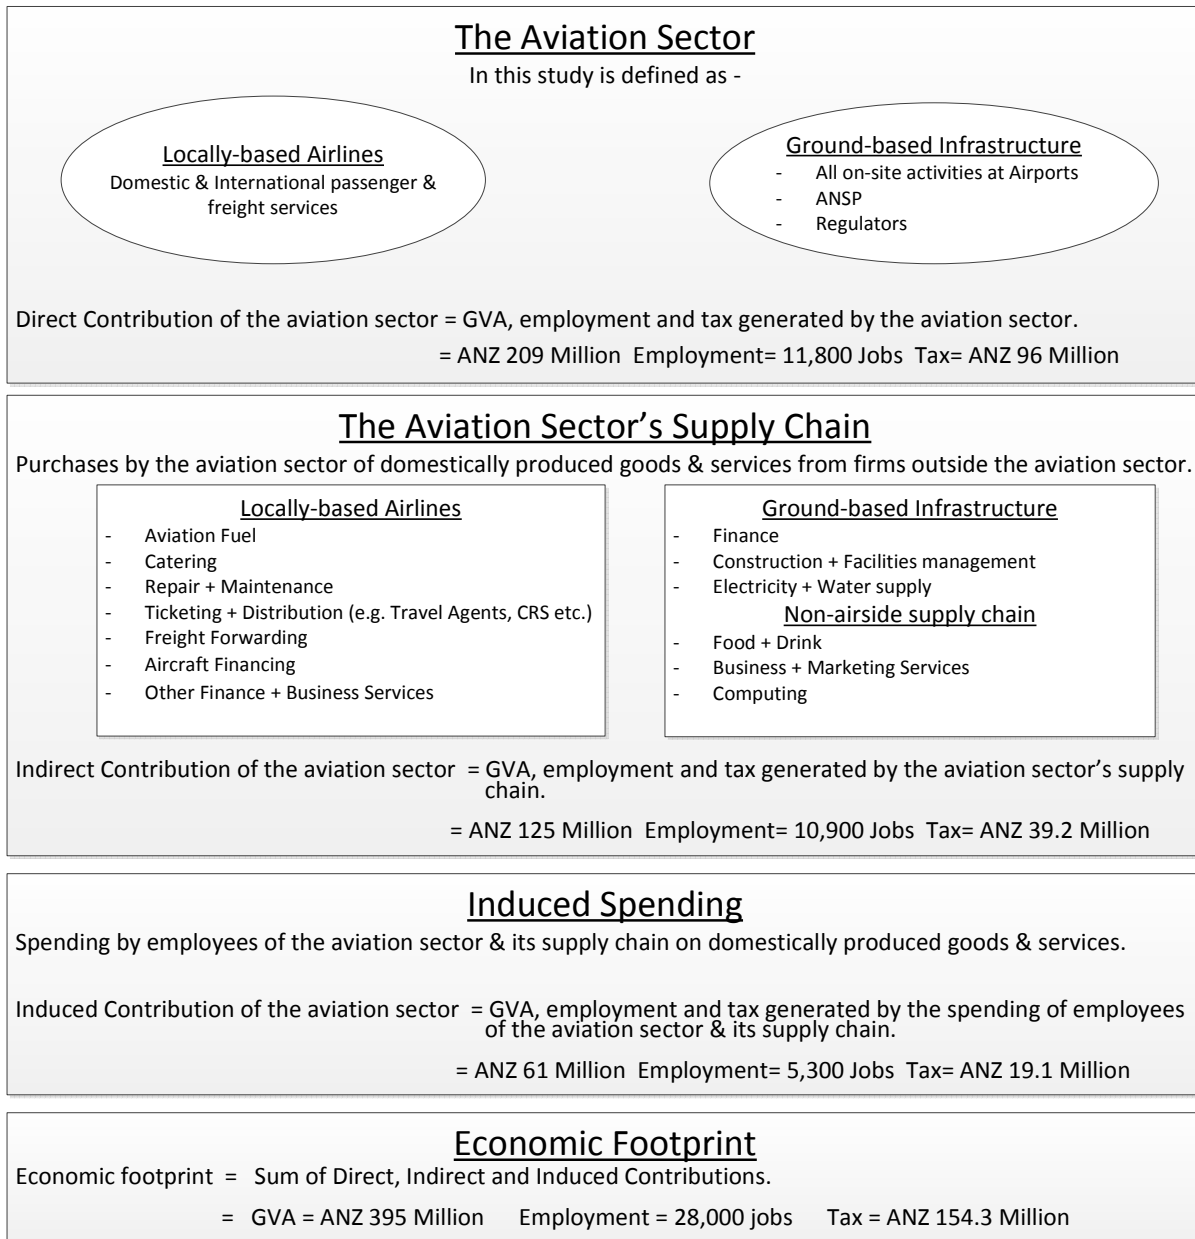 The Aviation Sector
In this study is defined as -
Locally-based Airlines
Domestic & International passenger &
freight services
Ground-based Infrastructure
- All on-site activities at Airports
- ANSP
- Regulators
Direct Contribution of the aviation sector = GVA, employment and tax generated by the aviation sector.
= ANZ 209 Million Employment= 11,800 Jobs Tax= ANZ 96 Million
The Aviation Sector’s Supply Chain
Purchases by the aviation sector of domestically produced goods & services from firms outside the aviation sector.
Locally-based Airlines
- Aviation Fuel
- Catering
- Repair + Maintenance
- Ticketing + Distribution (e.g. Travel Agents, CRS etc.)
- Freight Forwarding
- Aircraft Financing
- Other Finance + Business Services
Ground-based Infrastructure
- Finance
- Construction + Facilities management
- Electricity + Water supply
Non-airside supply chain
- Food + Drink
- Business + Marketing Services
- Computing
Indirect Contribution of the aviation sector = GVA, employment and tax generated by the aviation sector’s supply
chain.
= ANZ 125 Million Employment= 10,900 Jobs Tax= ANZ 39.2 Million
Induced Spending
Spending by employees of the aviation sector & its supply chain on domestically produced goods & services.
Induced Contribution of the aviation sector = GVA, employment and tax generated by the spending of employees
of the aviation sector & its supply chain.
= ANZ 61 Million Employment= 5,300 Jobs Tax= ANZ 19.1 Million
Economic Footprint
Economic footprint = Sum of Direct, Indirect and Induced Contributions.
= GVA = ANZ 395 Million Employment = 28,000 jobs Tax = ANZ 154.3 Million